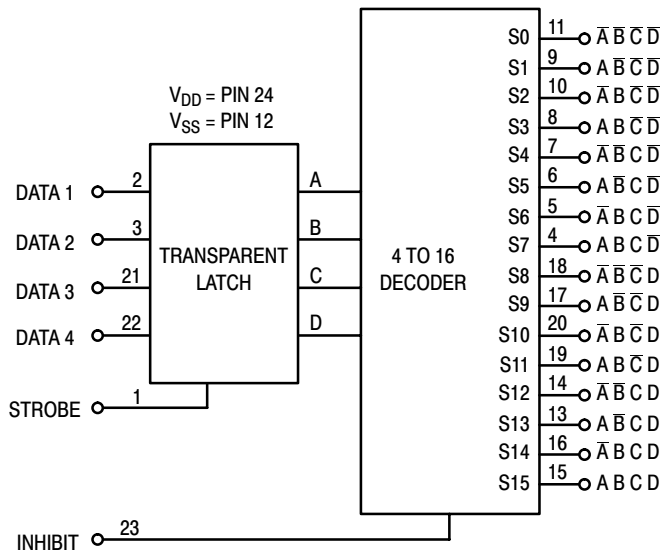 V_DD = PIN 24
V_SS = PIN 12
DATA 1
2
A
DATA 2
3
B
DATA 3
21
C
DATA 4
22
D
STROBE
1
INHIBIT
23
TRANSPARENT
LATCH
4 TO 16
DECODER
S0 11 A̅ B̅ C̅ D̅
S1 9 A B̅ C̅ D̅
S2 10 A̅ B C̅ D̅
S3 8 A B C̅ D̅
S4 7 A̅ B̅ C D̅
S5 6 A B̅ C D̅
S6 5 A̅ B C D̅
S7 4 A B C D̅
S8 18 A̅ B̅ C̅ D
S9 17 A B̅ C̅ D
S10 20 A̅ B C̅ D
S11 19 A B C̅ D
S12 14 A̅ B̅ C D
S13 13 A B̅ C D
S14 16 A̅ B C D
S15 15 A B C D